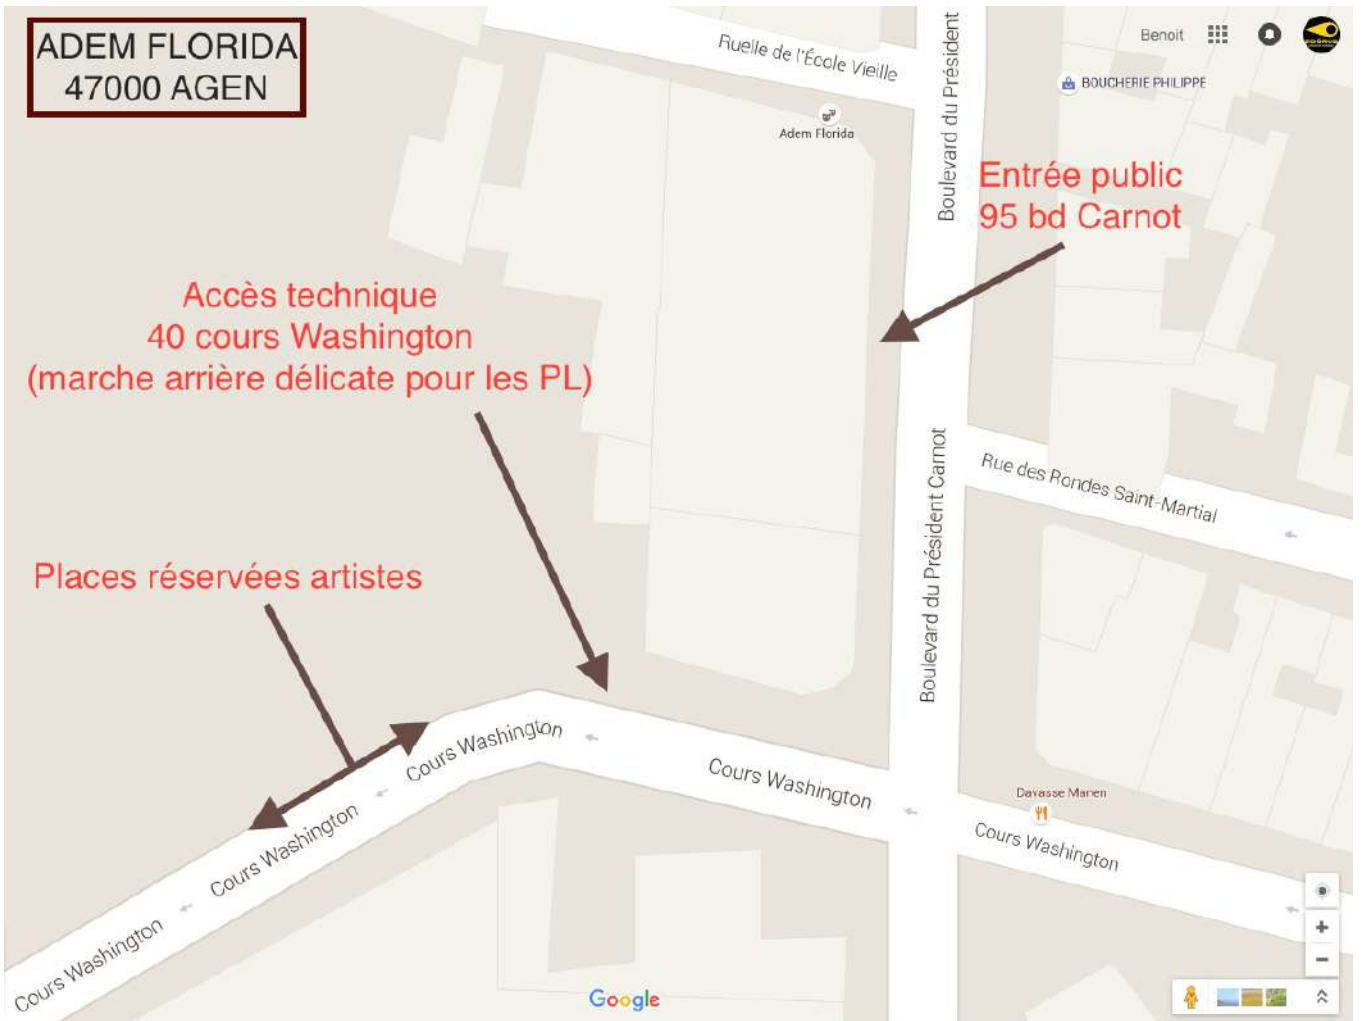 ADEM FLORIDA
47000 AGEN
Ruelle de l'École Vieille
Boulevard du Président
Benoit
BOUCHERIE PHILIPPE
Adem Florida
Entrée public
95 bd Carnot
Accès technique
40 cours Washington
(marche arrière délicate pour les PL)
Boulevard du Président Carnot
Rue des Rondes Saint-Martial
Places réservées artistes
Cours Washington
Cours Washington
Davasse Marien
Cours Washington
Cours Washington
Cours Washington
Google